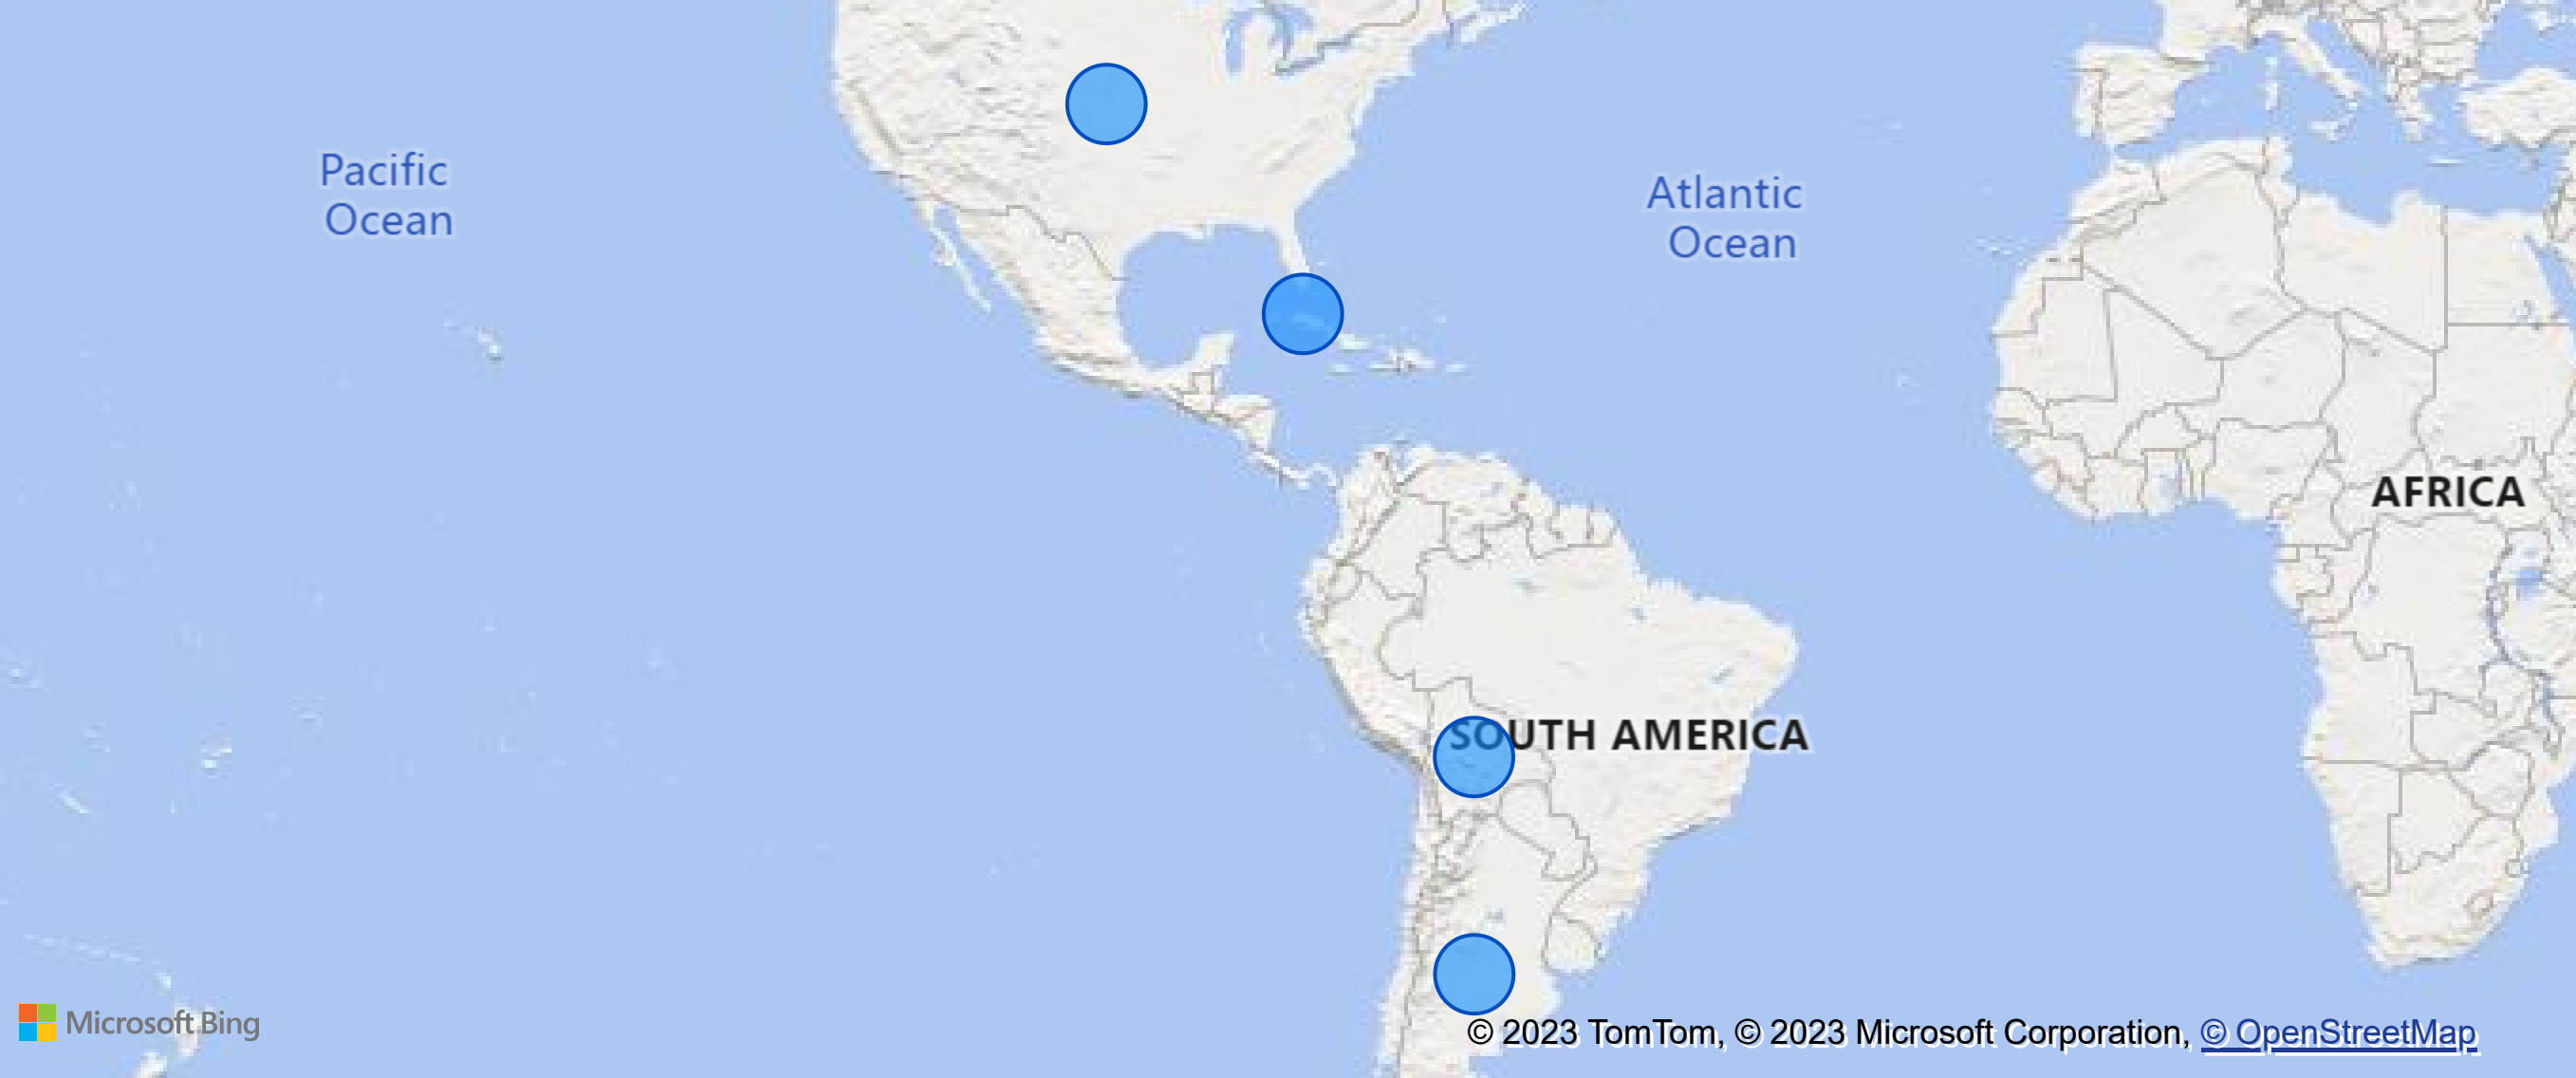 Pacific
Ocean
Atlantic
Ocean
AFRICA
SOUTH AMERICA
Microsoft Bing
© 2023 TomTom, © 2023 Microsoft Corporation, © OpenStreetMap